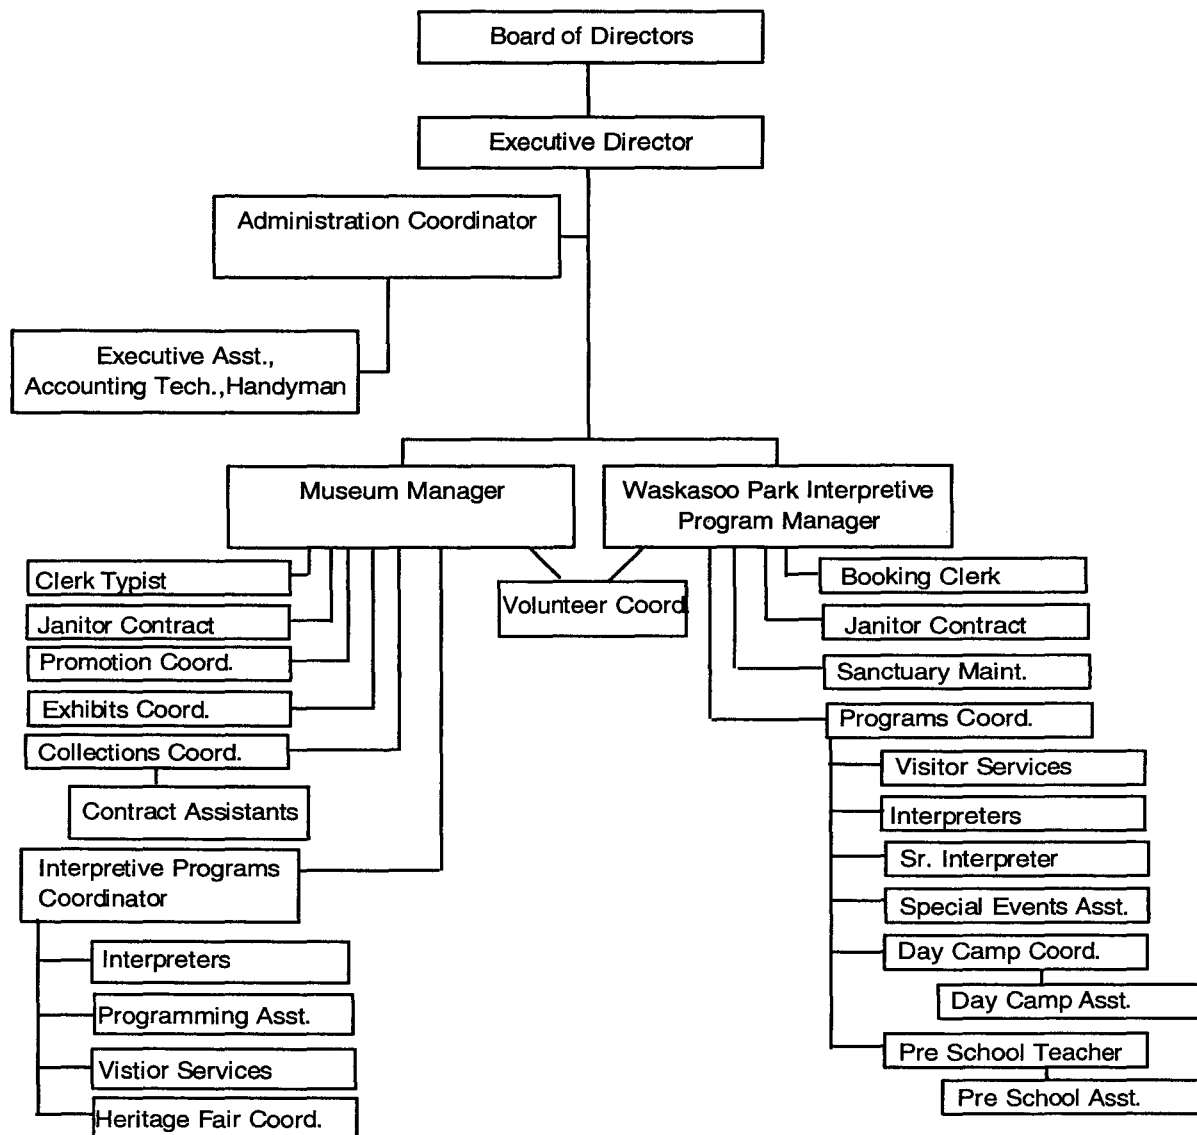 Board of Directors
Executive Director
Administration Coordinator
Executive Asst.,
Accounting Tech.,Handyman
Museum Manager
Waskasoo Park Interpretive
Program Manager
Clerk Typist
Janitor Contract
Promotion Coord.
Exhibits Coord.
Collections Coord.
Contract Assistants
Interpretive Programs
Coordinator
Interpreters
Programming Asst.
Vistior Services
Heritage Fair Coord.
Volunteer Coord
Booking Clerk
Janitor Contract
Sanctuary Maint.
Programs Coord.
Visitor Services
Interpreters
Sr. Interpreter
Special Events Asst.
Day Camp Coord.
Day Camp Asst.
Pre School Teacher
Pre School Asst.